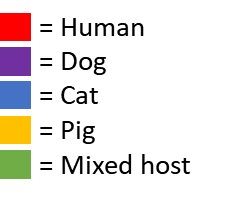 = Human
= Dog
= Cat
= Pig
= Mixed host